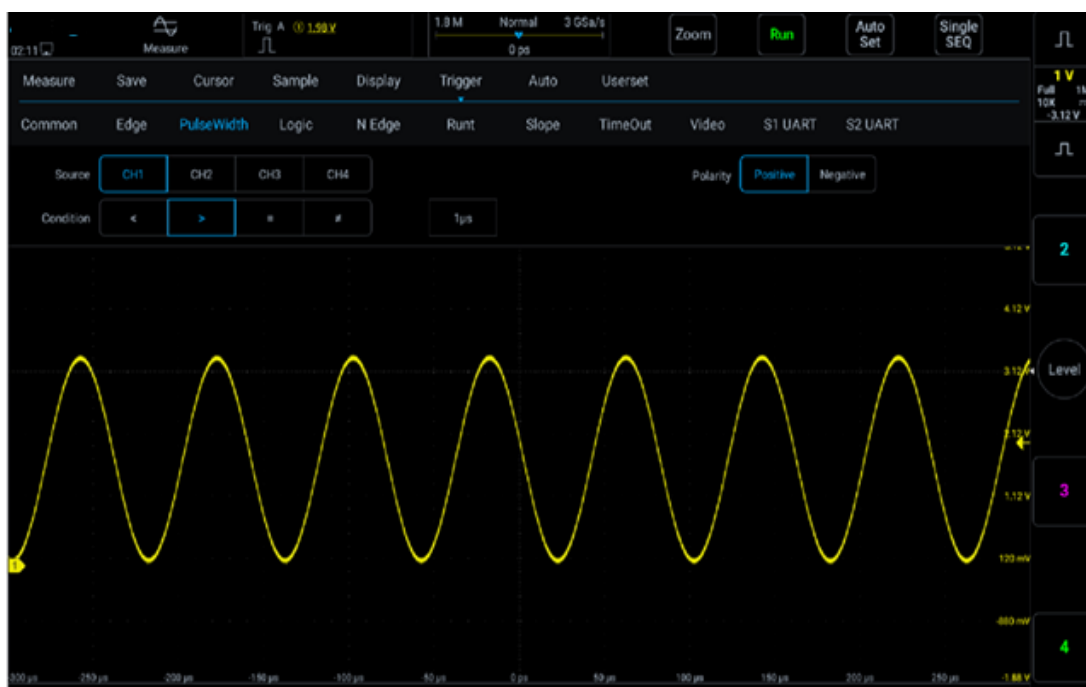 Trig A ① 1.98 V
1.8 M Normal 3 GSa/s
02:11 Measure
0 ps
Zoom
Run
Auto Set
Single SEQ
Measure Save Cursor Sample Display Trigger Auto Userset
1 V
Full 1M
10X
-3.12 V
Common Edge PulseWidth Logic N Edge Runt Slope TimeOut Video S1 UART S2 UART
Source CH1 CH2 CH3 CH4 Polarity Positive Negative
Condition < > = ≠ 1μs
2
4.12 V
3.12 V
Level
2.12 V
1.12 V
3
1
120 mV
-880 mV
4
-300 μs -250 μs -200 μs -150 μs -100 μs -50 μs 0 ps 50 μs 100 μs 150 μs 200 μs 250 μs -1.88 V